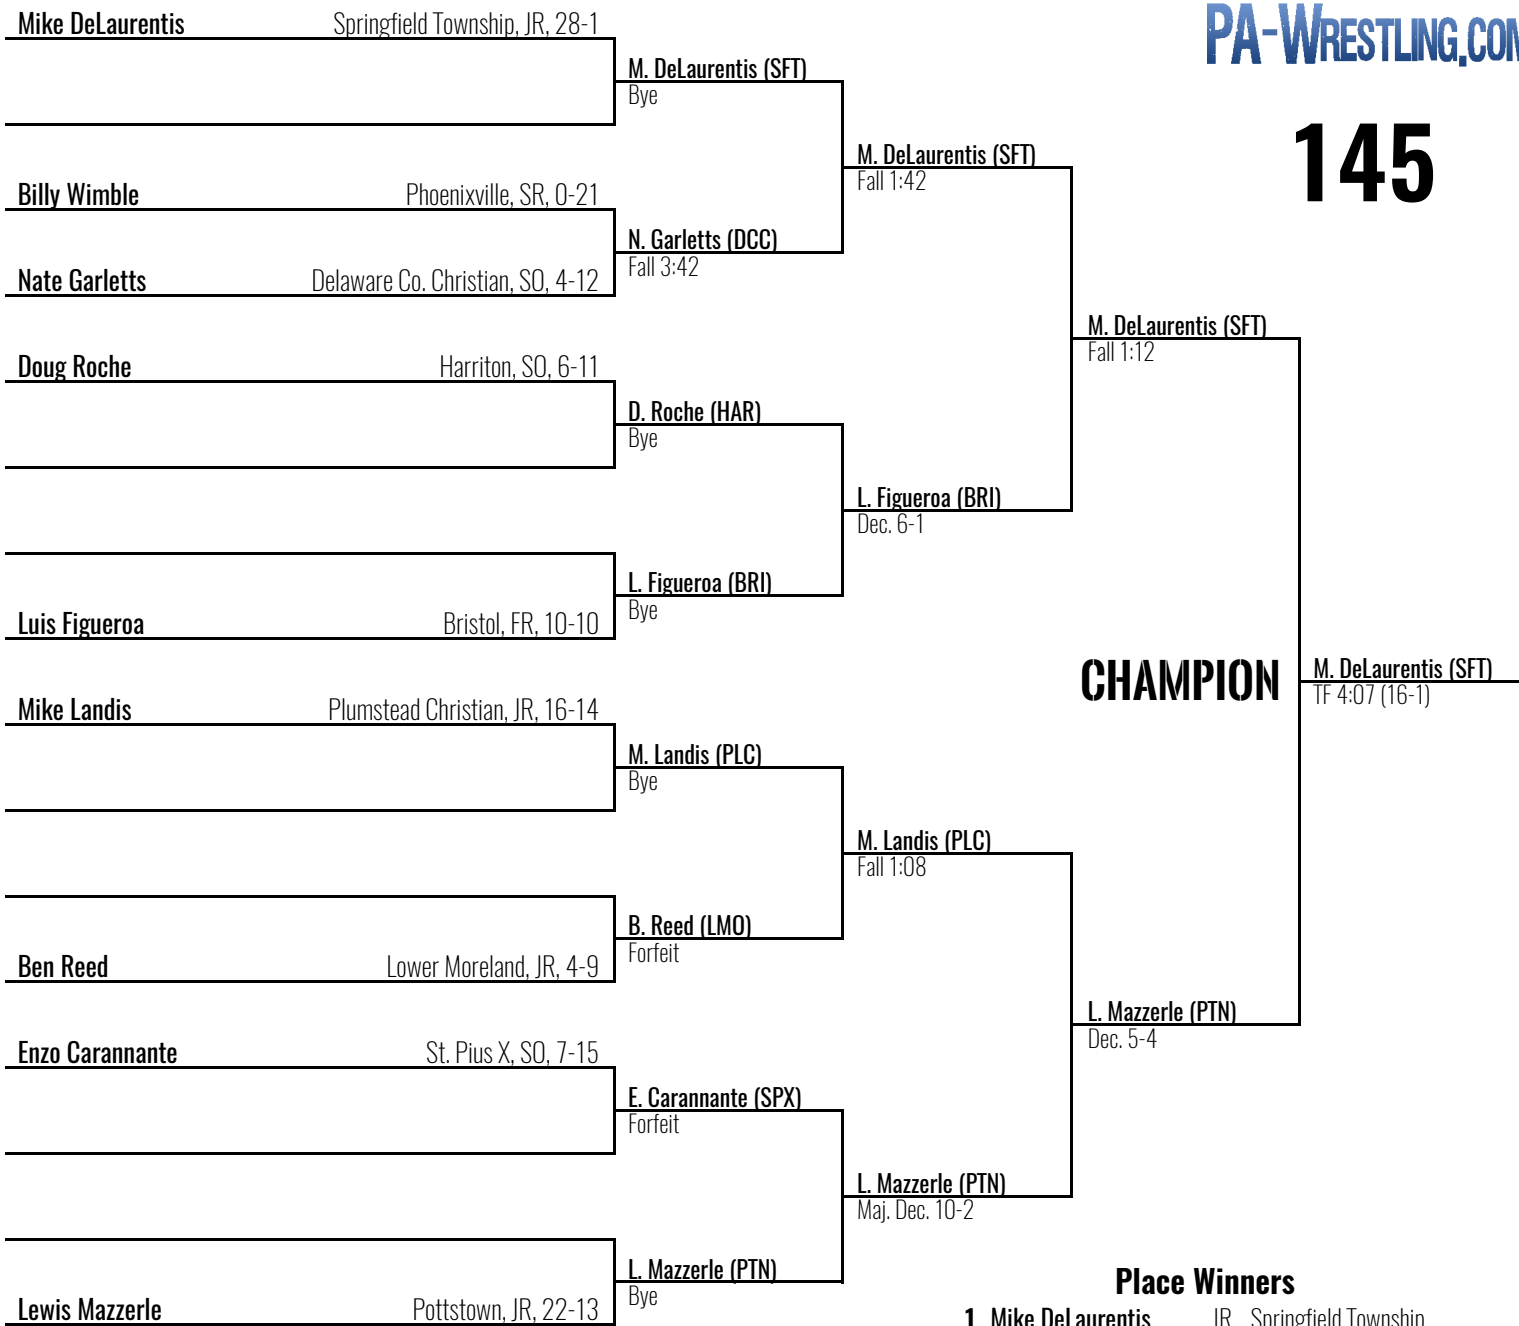 Mike DeLaurentis Springfield Township, JR, 28-1
PA-WRESTLING.COM
M. DeLaurentis (SFT)
Bye
145
M. DeLaurentis (SFT)
Fall 1:42
Billy Wimble Phoenixville, SR, 0-21
N. Garletts (DCC)
Fall 3:42
Nate Garletts Delaware Co. Christian, SO, 4-12
M. DeLaurentis (SFT)
Fall 1:12
Doug Roche Harriton, SO, 6-11
D. Roche (HAR)
Bye
L. Figueroa (BRI)
Dec. 6-1
L. Figueroa (BRI)
Bye
Luis Figueroa Bristol, FR, 10-10
CHAMPION
M. DeLaurentis (SFT)
TF 4:07 (16-1)
Mike Landis Plumstead Christian, JR, 16-14
M. Landis (PLC)
Bye
M. Landis (PLC)
Fall 1:08
B. Reed (LMO)
Forfeit
Ben Reed Lower Moreland, JR, 4-9
L. Mazzerle (PTN)
Dec. 5-4
Enzo Carannante St. Pius X, SO, 7-15
E. Carannante (SPX)
Forfeit
L. Mazzerle (PTN)
Maj. Dec. 10-2
L. Mazzerle (PTN)
Bye
Lewis Mazzerle Pottstown, JR, 22-13
Place Winners
1 Mike DeLaurentis JR Springfield Township